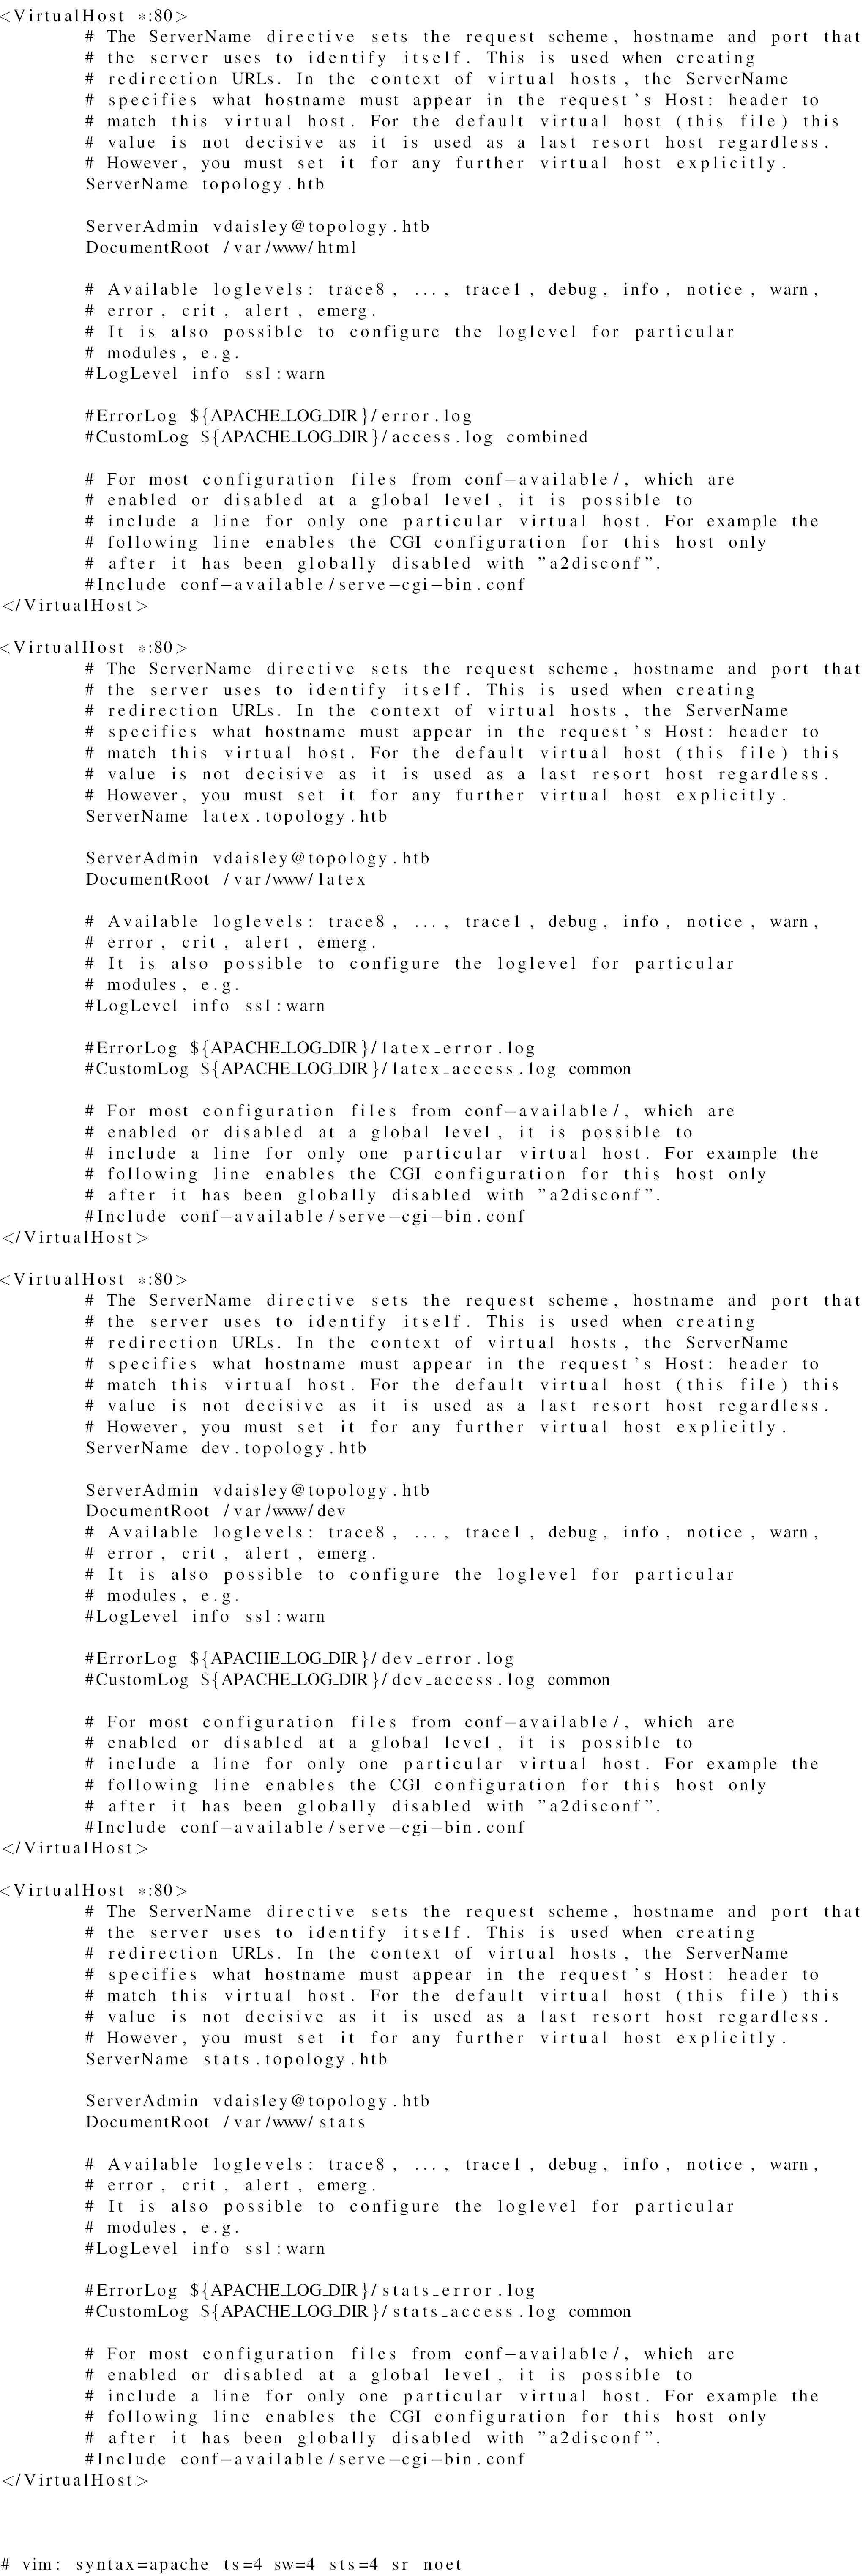 <VirtualHost *:80>
# The ServerName directive sets the request scheme, hostname and port that
# the server uses to identify itself. This is used when creating
# redirection URLs. In the context of virtual hosts, the ServerName
# specifies what hostname must appear in the request's Host: header to
# match this virtual host. For the default virtual host (this file) this
# value is not decisive as it is used as a last resort host regardless.
# However, you must set it for any further virtual host explicitly.
ServerName topology.htb

ServerAdmin vdaisley@topology.htb
DocumentRoot /var/www/html

# Available loglevels: trace8, ..., trace1, debug, info, notice, warn,
# error, crit, alert, emerg.
# It is also possible to configure the loglevel for particular
# modules, e.g.
#LogLevel info ssl:warn

#ErrorLog ${APACHE_LOG_DIR}/error.log
#CustomLog ${APACHE_LOG_DIR}/access.log combined

# For most configuration files from conf-available/, which are
# enabled or disabled at a global level, it is possible to
# include a line for only one particular virtual host. For example the
# following line enables the CGI configuration for this host only
# after it has been globally disabled with "a2disconf".
#Include conf-available/serve-cgi-bin.conf
</VirtualHost>

<VirtualHost *:80>
# The ServerName directive sets the request scheme, hostname and port that
# the server uses to identify itself. This is used when creating
# redirection URLs. In the context of virtual hosts, the ServerName
# specifies what hostname must appear in the request's Host: header to
# match this virtual host. For the default virtual host (this file) this
# value is not decisive as it is used as a last resort host regardless.
# However, you must set it for any further virtual host explicitly.
ServerName latex.topology.htb

ServerAdmin vdaisley@topology.htb
DocumentRoot /var/www/latex

# Available loglevels: trace8, ..., trace1, debug, info, notice, warn,
# error, crit, alert, emerg.
# It is also possible to configure the loglevel for particular
# modules, e.g.
#LogLevel info ssl:warn

#ErrorLog ${APACHE_LOG_DIR}/latex_error.log
#CustomLog ${APACHE_LOG_DIR}/latex_access.log common

# For most configuration files from conf-available/, which are
# enabled or disabled at a global level, it is possible to
# include a line for only one particular virtual host. For example the
# following line enables the CGI configuration for this host only
# after it has been globally disabled with "a2disconf".
#Include conf-available/serve-cgi-bin.conf
</VirtualHost>

<VirtualHost *:80>
# The ServerName directive sets the request scheme, hostname and port that
# the server uses to identify itself. This is used when creating
# redirection URLs. In the context of virtual hosts, the ServerName
# specifies what hostname must appear in the request's Host: header to
# match this virtual host. For the default virtual host (this file) this
# value is not decisive as it is used as a last resort host regardless.
# However, you must set it for any further virtual host explicitly.
ServerName dev.topology.htb

ServerAdmin vdaisley@topology.htb
DocumentRoot /var/www/dev
# Available loglevels: trace8, ..., trace1, debug, info, notice, warn,
# error, crit, alert, emerg.
# It is also possible to configure the loglevel for particular
# modules, e.g.
#LogLevel info ssl:warn

#ErrorLog ${APACHE_LOG_DIR}/dev_error.log
#CustomLog ${APACHE_LOG_DIR}/dev_access.log common

# For most configuration files from conf-available/, which are
# enabled or disabled at a global level, it is possible to
# include a line for only one particular virtual host. For example the
# following line enables the CGI configuration for this host only
# after it has been globally disabled with "a2disconf".
#Include conf-available/serve-cgi-bin.conf
</VirtualHost>

<VirtualHost *:80>
# The ServerName directive sets the request scheme, hostname and port that
# the server uses to identify itself. This is used when creating
# redirection URLs. In the context of virtual hosts, the ServerName
# specifies what hostname must appear in the request's Host: header to
# match this virtual host. For the default virtual host (this file) this
# value is not decisive as it is used as a last resort host regardless.
# However, you must set it for any further virtual host explicitly.
ServerName stats.topology.htb

ServerAdmin vdaisley@topology.htb
DocumentRoot /var/www/stats

# Available loglevels: trace8, ..., trace1, debug, info, notice, warn,
# error, crit, alert, emerg.
# It is also possible to configure the loglevel for particular
# modules, e.g.
#LogLevel info ssl:warn

#ErrorLog ${APACHE_LOG_DIR}/stats_error.log
#CustomLog ${APACHE_LOG_DIR}/stats_access.log common

# For most configuration files from conf-available/, which are
# enabled or disabled at a global level, it is possible to
# include a line for only one particular virtual host. For example the
# following line enables the CGI configuration for this host only
# after it has been globally disabled with "a2disconf".
#Include conf-available/serve-cgi-bin.conf
</VirtualHost>

# vim: syntax=apache ts=4 sw=4 sts=4 sr noet